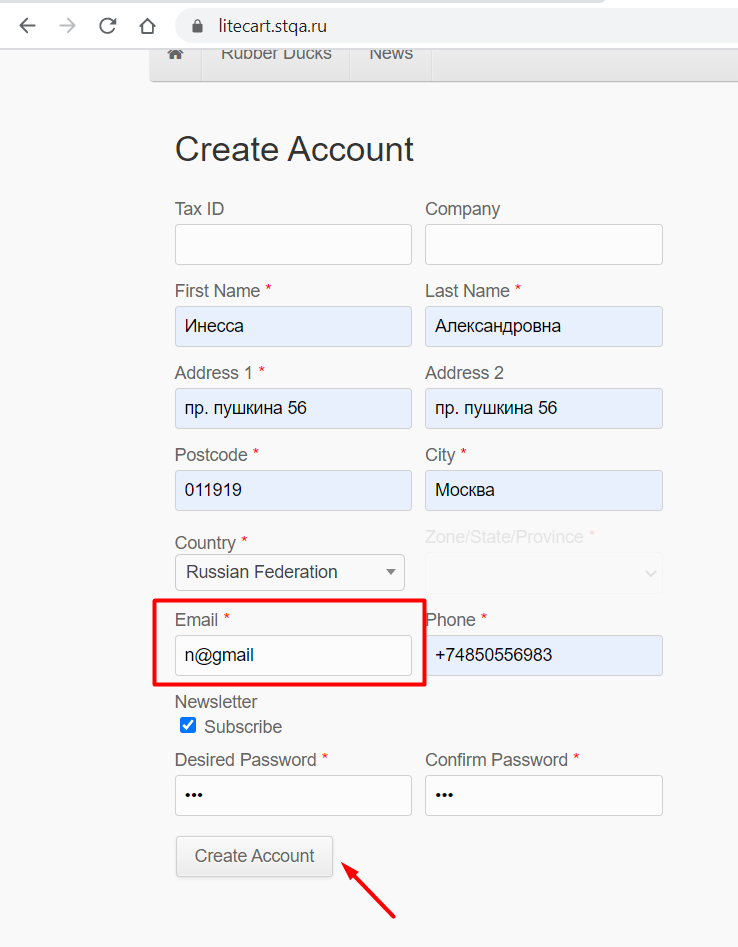 litecart.stqa.ru
Rubber Ducks News
Create Account
Tax ID Company
First Name * Last Name *
Инесса Александровна
Address 1 * Address 2
пр. пушкина 56 пр. пушкина 56
Postcode * City *
011919 Москва
Country * Zone/State/Province *
Russian Federation
Email * Phone *
n@gmail +74850556983
Newsletter
Subscribe
Desired Password * Confirm Password *
••• •••
Create Account